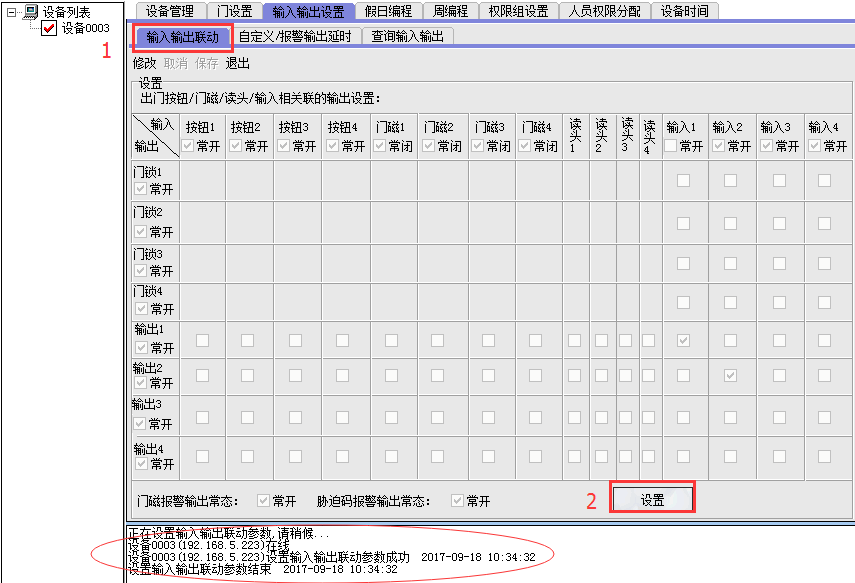 设备列表
设备0003
1
设备管理 门设置 输入输出设置 假日编程 周编程 权限组设置 人员权限分配 设备时间
输入输出联动 自定义/报警输出延时 查询输入输出
修改 取消 保存 退出
设置
出门按钮/门磁/读头/输入相关联的输出设置:
输入 按钮1 按钮2 按钮3 按钮4 门磁1 门磁2 门磁3 门磁4 读头1 读头2 读头3 读头4 输入1 输入2 输入3 输入4
输出 常开 常开 常开 常开 常闭 常闭 常闭 常闭 常开 常开 常开 常开
门锁1
常开
门锁2
常开
门锁3
常开
门锁4
常开
输出1
常开
输出2
常开
输出3
常开
输出4
常开
门磁报警输出常态: 常开 胁迫码报警输出常态: 常开 2 设置
正在设置输入输出联动参数,请稍候...
设备0003(192.168.5.223)在线
设备0003(192.168.5.223)设置输入输出联动参数成功 2017-09-18 10:34:32
设置输入输出联动参数结束 2017-09-18 10:34:32